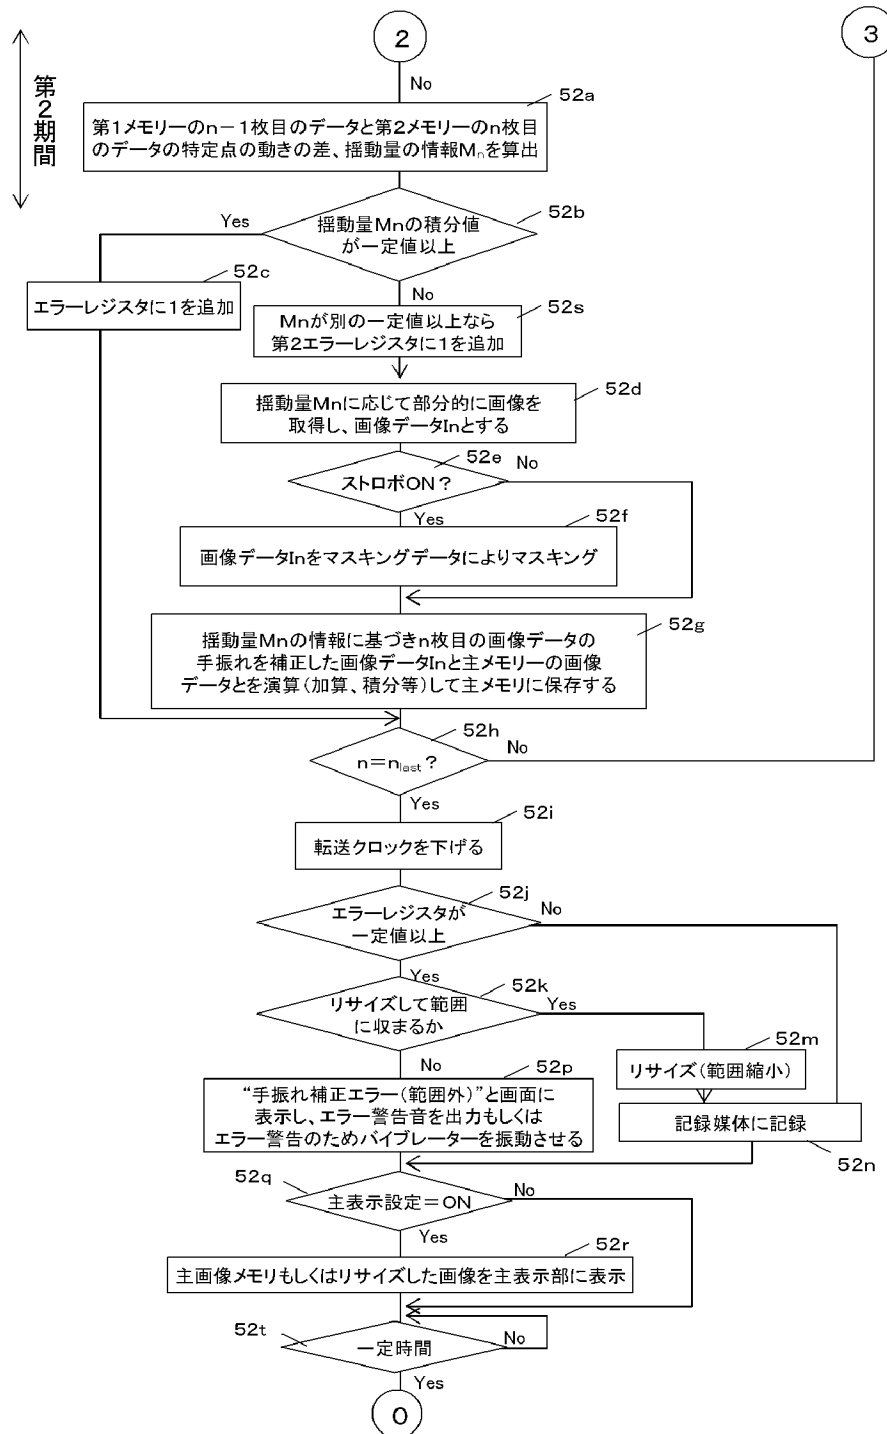 2
3
第2期間
No
52a
第1メモリーのn-1枚目のデータと第2メモリーのn枚目
のデータの特定点の動きの差、揺動量の情報Mnを算出
Yes
52b
揺動量Mnの積分値
が一定値以上
52c
エラーレジスタに1を追加
No
52s
Mnが別の一定値以上なら
第2エラーレジスタに1を追加
52d
揺動量Mnに応じて部分的に画像を
取得し、画像データInとする
52e
No
ストロボON?
Yes
52f
画像データInをマスキングデータによりマスキング
52g
揺動量Mnの情報に基づきn枚目の画像データの
手振れを補正した画像データInと主メモリーの画像
データとを演算(加算、積分等)して主メモリに保存する
52h
No
n=nlast?
Yes
52i
転送クロックを下げる
52j
No
エラーレジスタが
一定値以上
Yes
52k
Yes
リサイズして範囲
に収まるか
52m
リサイズ(範囲縮小)
No
52p
“手振れ補正エラー(範囲外)”と画面に
表示し、エラー警告音を出力もしくは
エラー警告のためバイブレーターを振動させる
記録媒体に記録
52n
52q
No
主表示設定=ON
Yes
52r
主画像メモリもしくはリサイズした画像を主表示部に表示
52t
No
一定時間
Yes
0